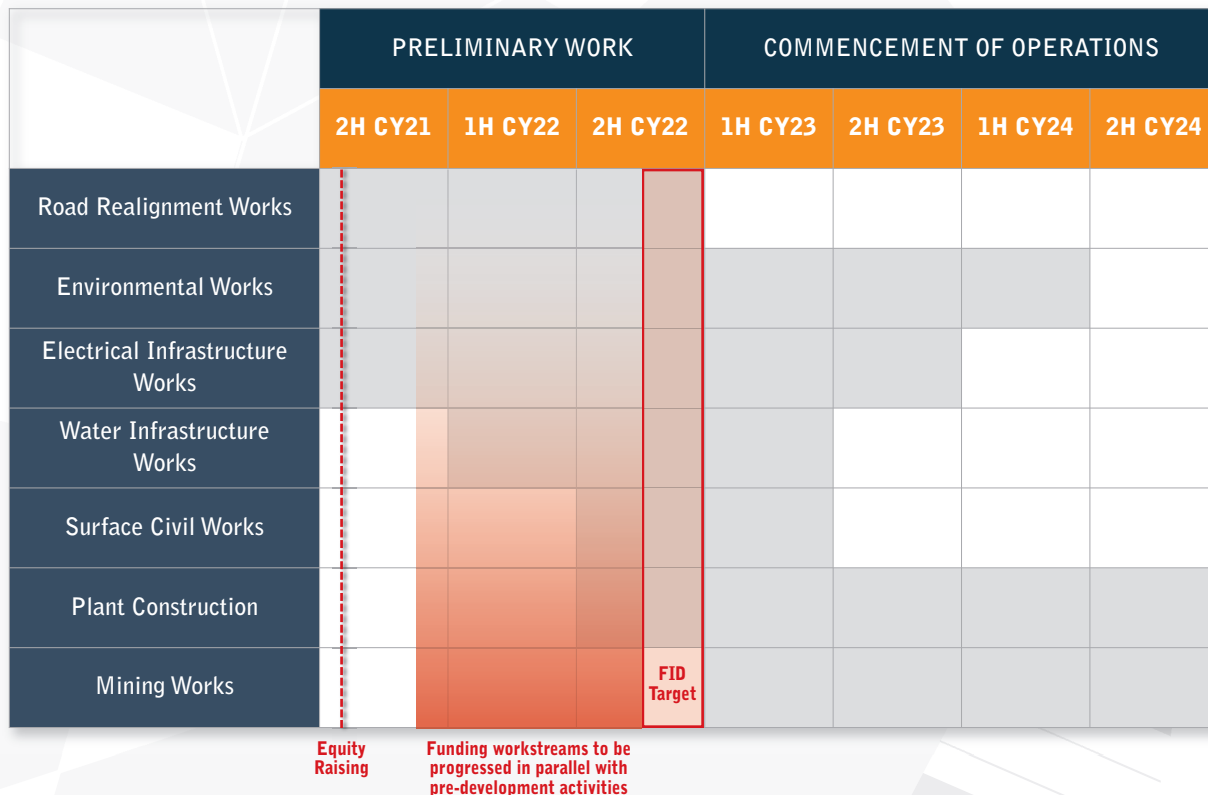 PRELIMINARY WORK
COMMENCEMENT OF OPERATIONS
2H CY21
1H CY22
2H CY22
1H CY23
2H CY23
1H CY24
2H CY24
Road Realignment Works
Environmental Works
Electrical Infrastructure
Works
Water Infrastructure
Works
Surface Civil Works
Plant Construction
Mining Works
FID
Target
Equity
Raising
Funding workstreams to be
progressed in parallel with
pre-development activities